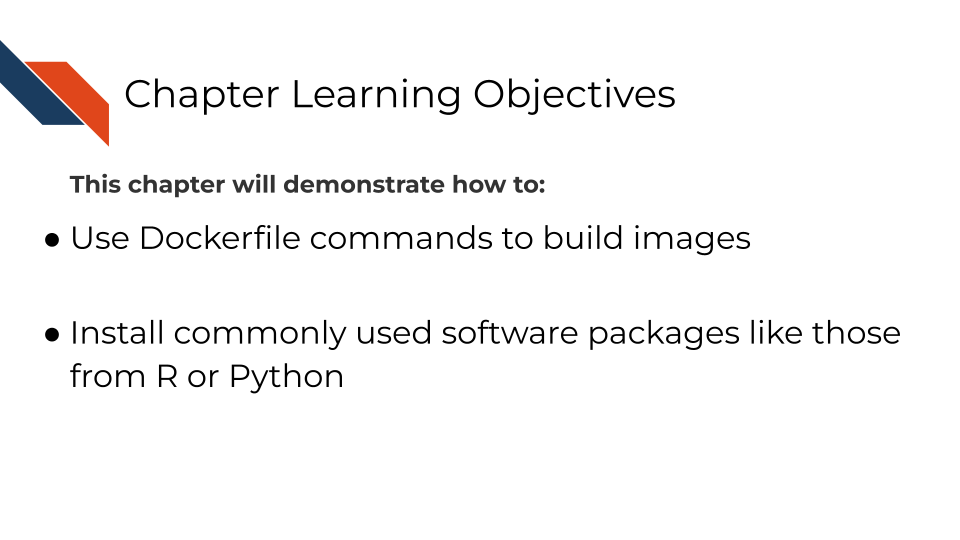 Chapter Learning Objectives
This chapter will demonstrate how to:
● Use Dockerfile commands to build images
● Install commonly used software packages like those
from R or Python